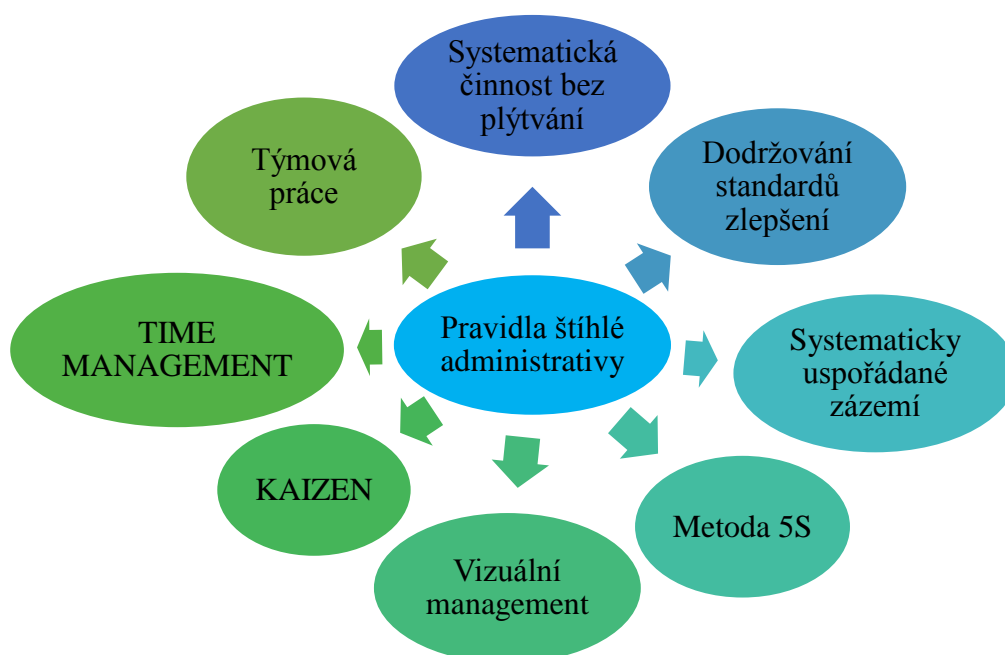 Systematická
činnost bez
plýtvání
Dodržování
standardů
zlepšení
Systematicky
uspořádané
zázemí
Metoda 5S
Vizuální
management
KAIZEN
TIME
MANAGEMENT
Týmová
práce
Pravidla štíhlé
administrativy